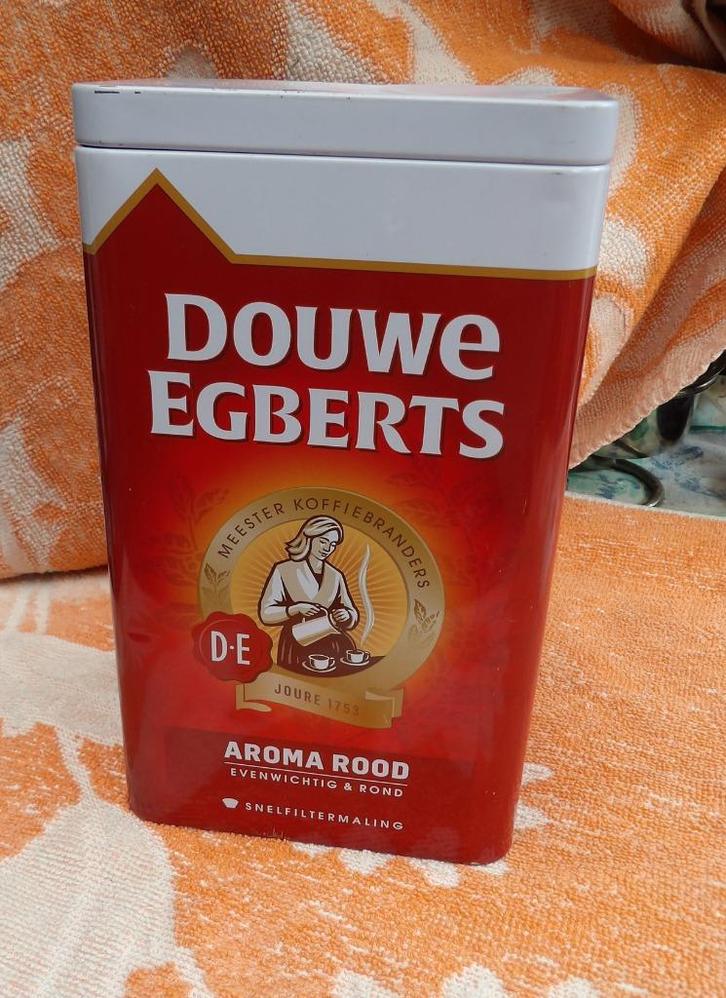 DOUWE
EGBERTS
MEESTER KOFFIEBRANDERS
D·E
JOURE 1753
AROMA ROOD
EVENWICHTIG & ROND
SNELFILTERMALING